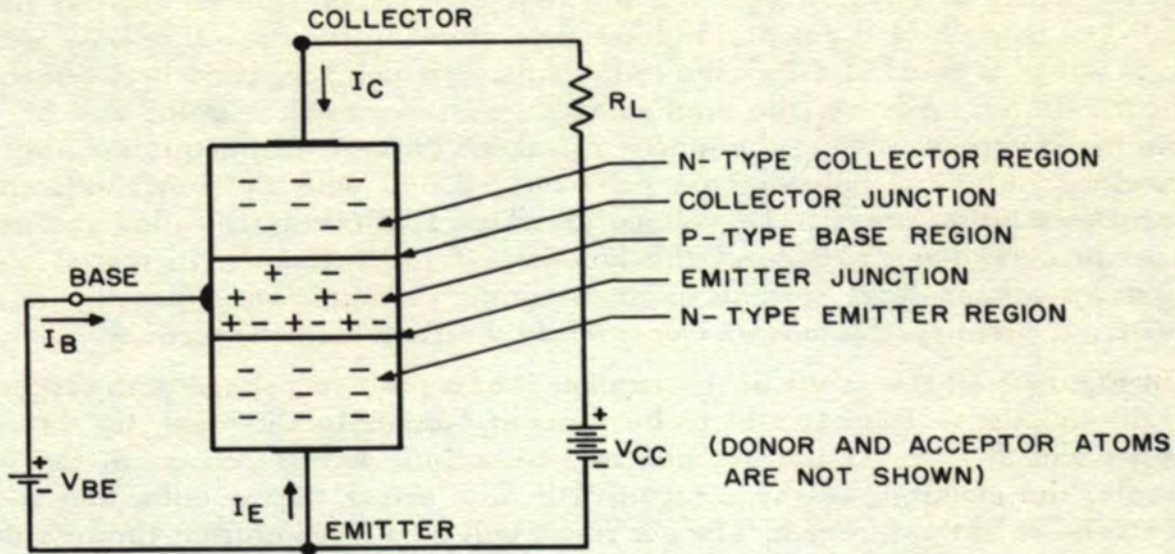 COLLECTOR
I_C
R_L
N-TYPE COLLECTOR REGION
COLLECTOR JUNCTION
P-TYPE BASE REGION
BASE
EMITTER JUNCTION
I_B
N-TYPE EMITTER REGION
V_BE
V_CC
(DONOR AND ACCEPTOR ATOMS
ARE NOT SHOWN)
I_E
EMITTER